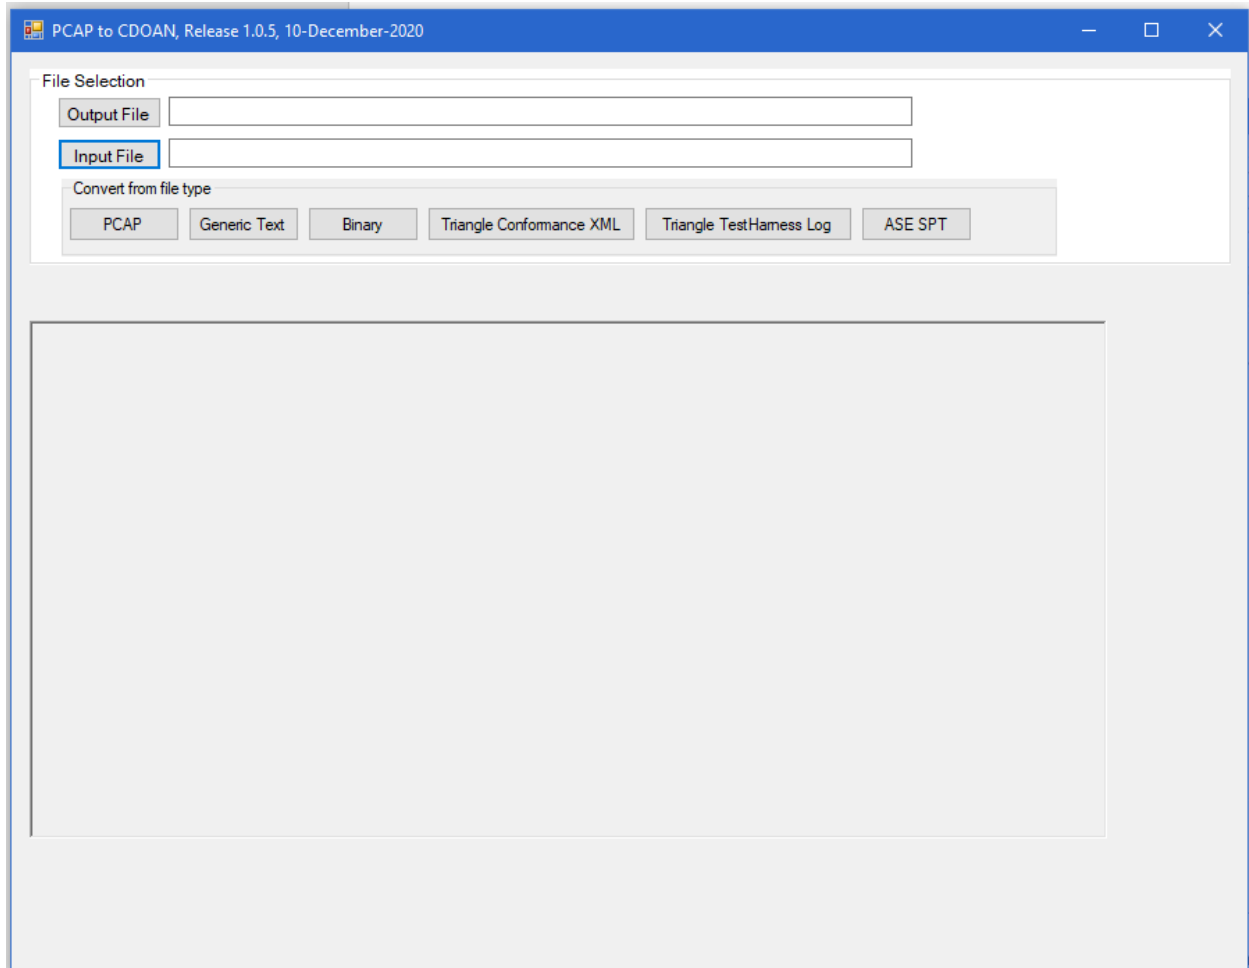 PCAP to CDOAN, Release 1.0.5, 10-December-2020
File Selection
Output File
Input File
Convert from file type
PCAP Generic Text Binary Triangle Conformance XML Triangle TestHarness Log ASE SPT